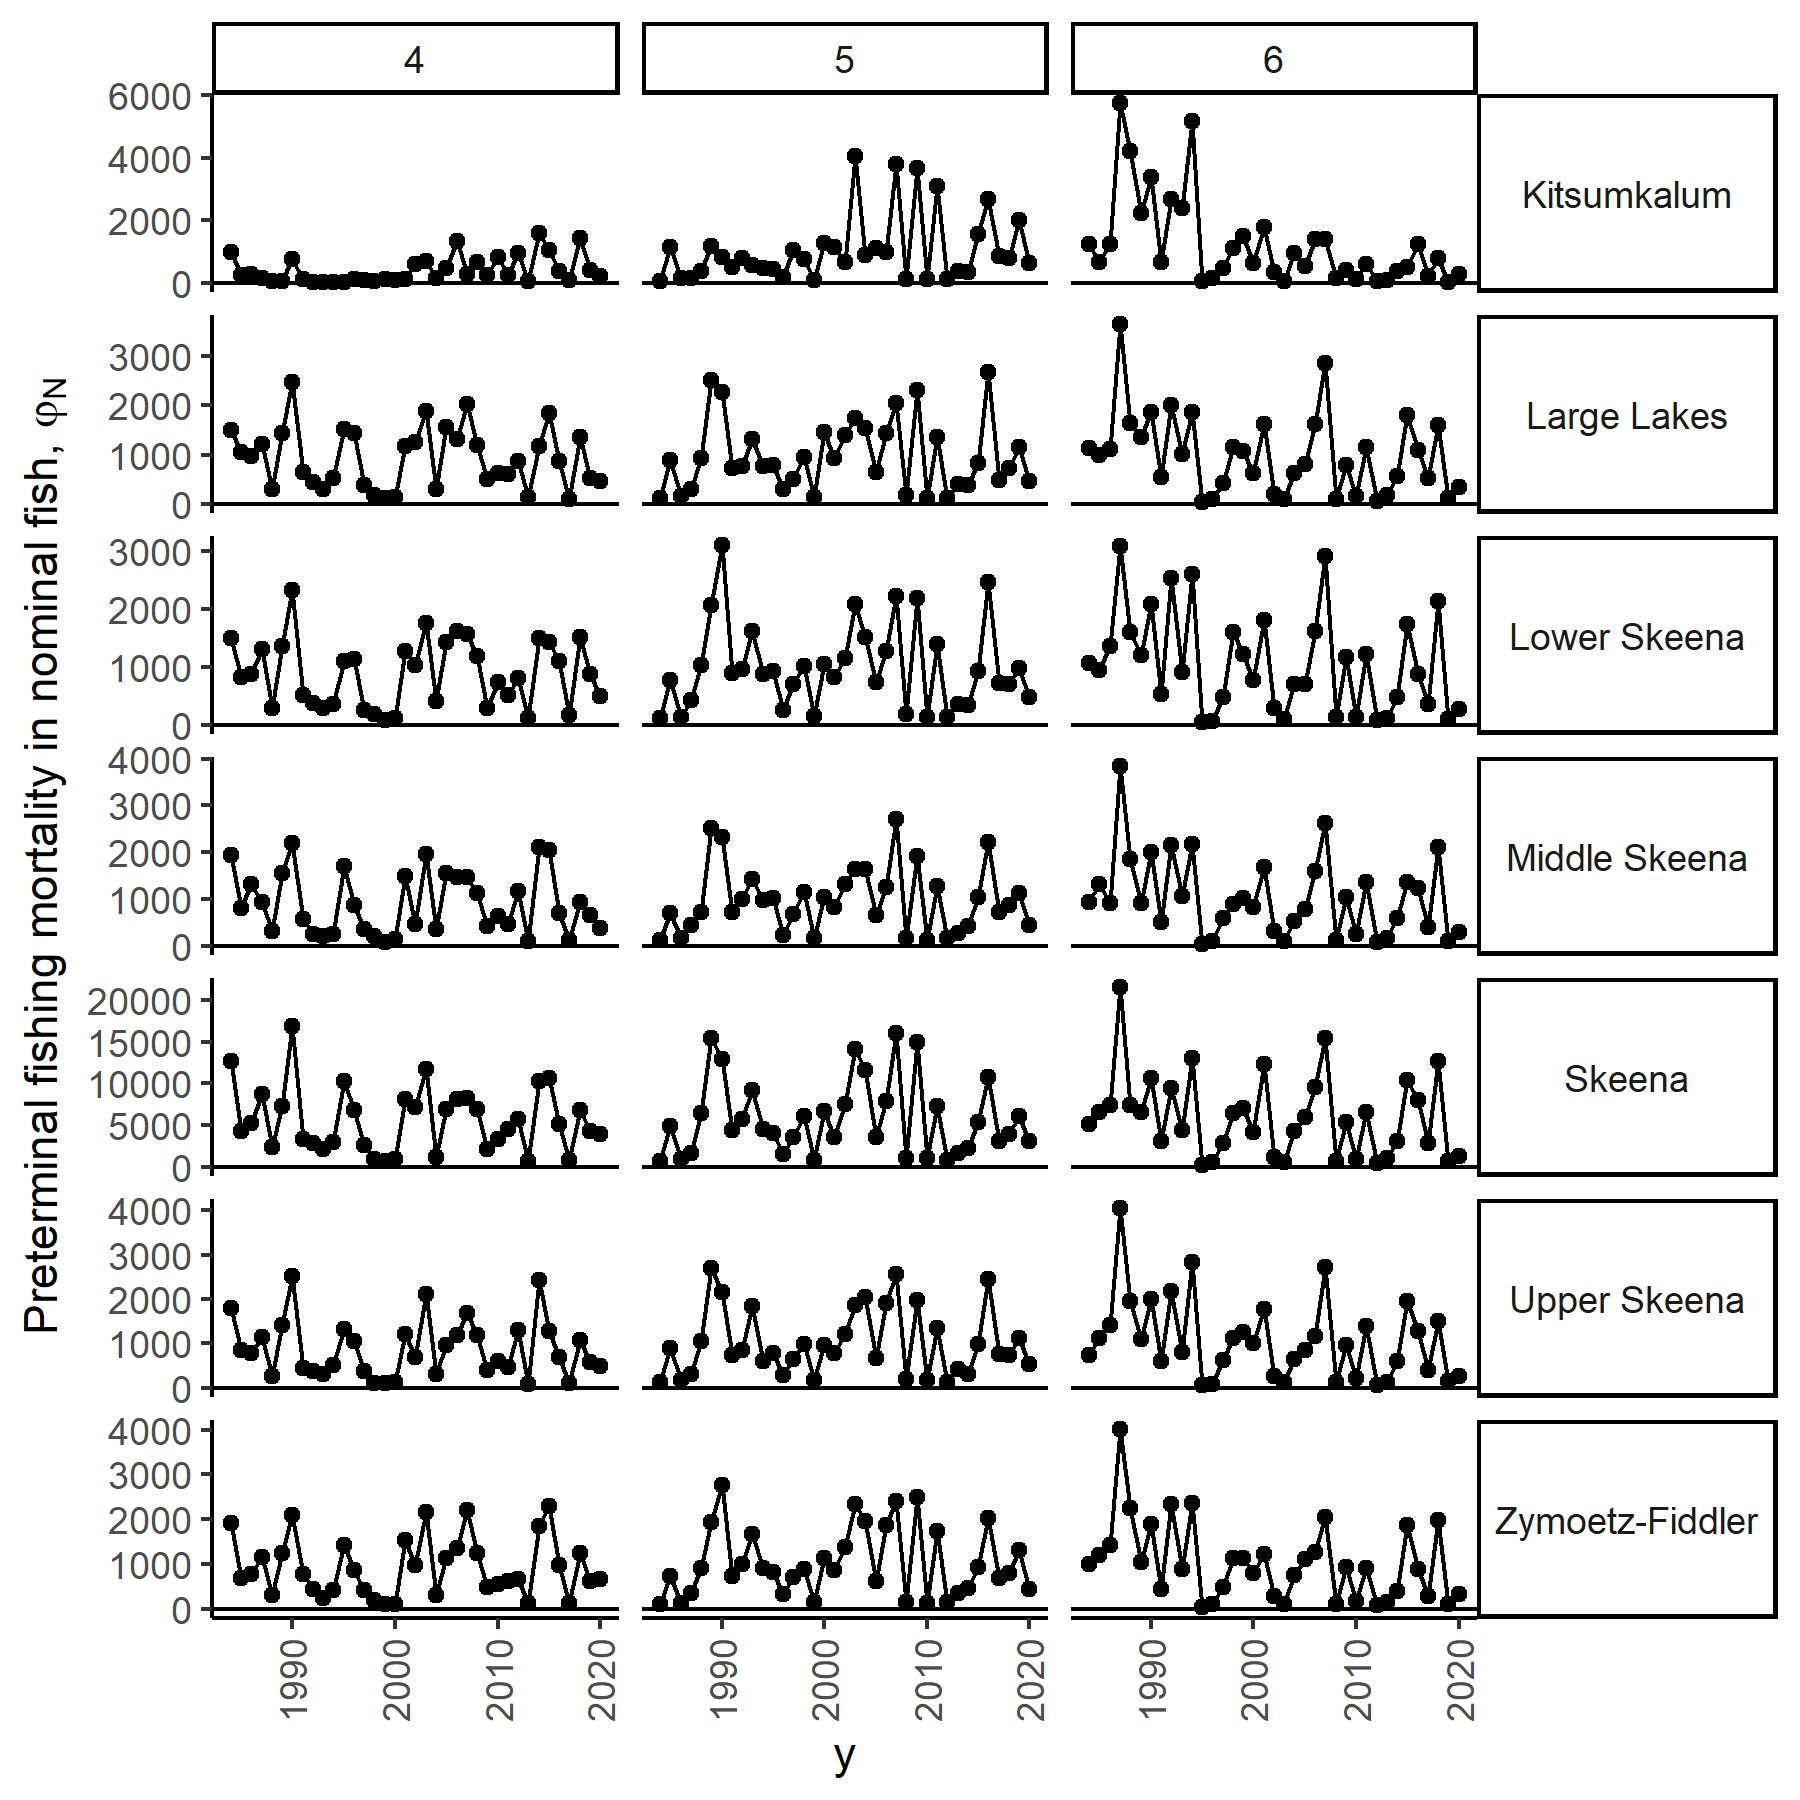 4 5 6
6000
4000
2000
0
Kitsumkalum
3000
2000
1000
0
Large Lakes
3000
2000
1000
0
Lower Skeena
4000
3000
2000
1000
0
Middle Skeena
20000
15000
10000
5000
0
Skeena
4000
3000
2000
1000
0
Upper Skeena
4000
3000
2000
1000
0
Zymoetz-Fiddler
1990 2000 2010 2020 1990 2000 2010 2020 1990 2000 2010 2020
y
Preterminal fishing mortality in nominal fish, φN